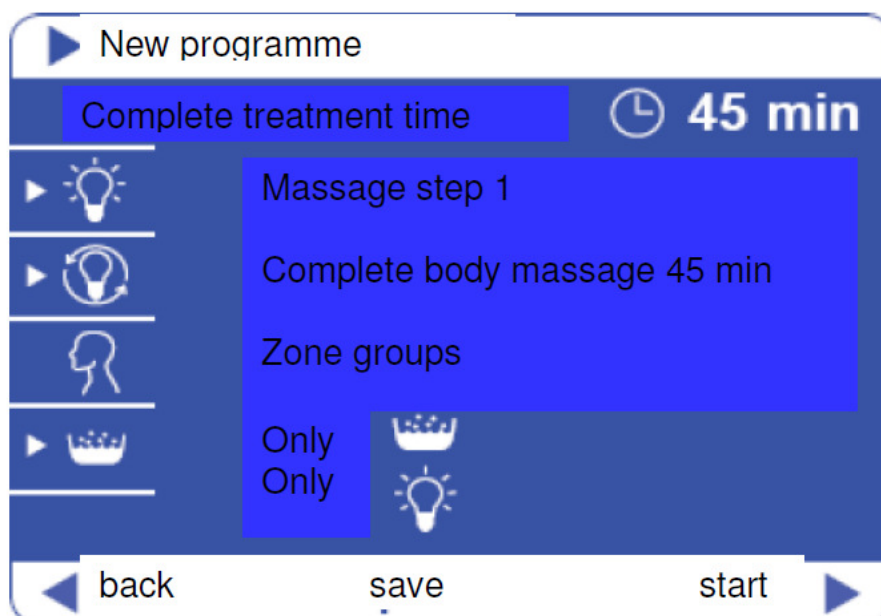 New programme
Complete treatment time 45 min
Massage step 1
Complete body massage 45 min
Zone groups
Only
Only
back save start